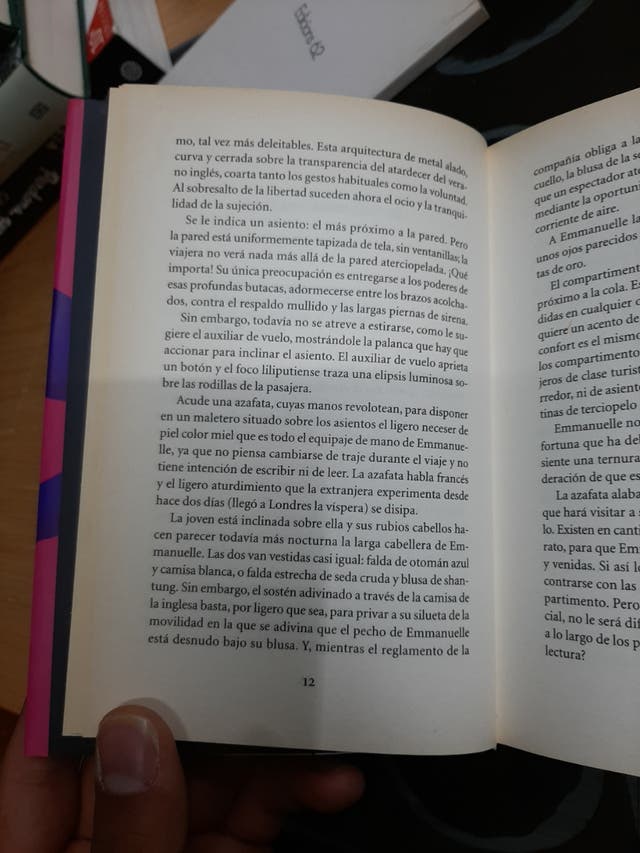 Edicions 62
mo, tal vez más deleitables. Esta arquitectura de metal alado,
curva y cerrada sobre la transparencia del atardecer del vera-
no inglés, coarta tanto los gestos habituales como la voluntad.
Al sobresalto de la libertad suceden ahora el ocio y la tranqui-
lidad de la sujeción.
Se le indica un asiento: el más próximo a la pared. Pero
la pared está uniformemente tapizada de tela, sin ventanillas; la
viajera no verá nada más allá de la pared aterciopelada. ¡Qué
importa! Su única preocupación es entregarse a los poderes de
esas profundas butacas, adormecerse entre los brazos acolcha-
dos, contra el respaldo mullido y las largas piernas de sirena.
Sin embargo, todavía no se atreve a estirarse, como le su-
giere el auxiliar de vuelo, mostrándole la palanca que hay que
accionar para inclinar el asiento. El auxiliar de vuelo aprieta
un botón y el foco liliputiense traza una elipsis luminosa so-
bre las rodillas de la pasajera.
Acude una azafata, cuyas manos revolotean, para disponer
en un maletero situado sobre los asientos el ligero neceser de
piel color miel que es todo el equipaje de mano de Emmanue-
lle, ya que no piensa cambiarse de traje durante el viaje y no
tiene intención de escribir ni de leer. La azafata habla francés
y el ligero aturdimiento que la extranjera experimenta desde
hace dos días (llegó a Londres la víspera) se disipa.
La joven está inclinada sobre ella y sus rubios cabellos ha-
cen parecer todavía más nocturna la larga cabellera de Em-
manuelle. Las dos van vestidas casi igual: falda de otomán azul
y camisa blanca, o falda estrecha de seda cruda y blusa de shan-
tung. Sin embargo, el sostén adivinado a través de la camisa de
la inglesa basta, por ligero que sea, para privar a su silueta de la
movilidad en la que se adivina que el pecho de Emmanuelle
está desnudo bajo su blusa. Y, mientras el reglamento de la
12
compañía obliga a la
cuello, la blusa de la se
que un espectador ate
mediante la oportun
corriente de aire.
A Emmanuelle la
unos ojos parecidos
tas de oro.
El compartiment
próximo a la cola. Es
didas en cualquier o
quiere un acento de
confort es el mismo
los compartimento
jeros de clase turist
rredor, ni de asiento
tinas de terciopelo
Emmanuelle no
fortuna que ha del
siente una ternura
deración de que es
La azafata alaba
que hará visitar a s
lo. Existen en canti
rato, para que Em
y venidas. Si así lo
contrarse con las
partimento. Pero
cial, no le será dif
a lo largo de los p
lectura?